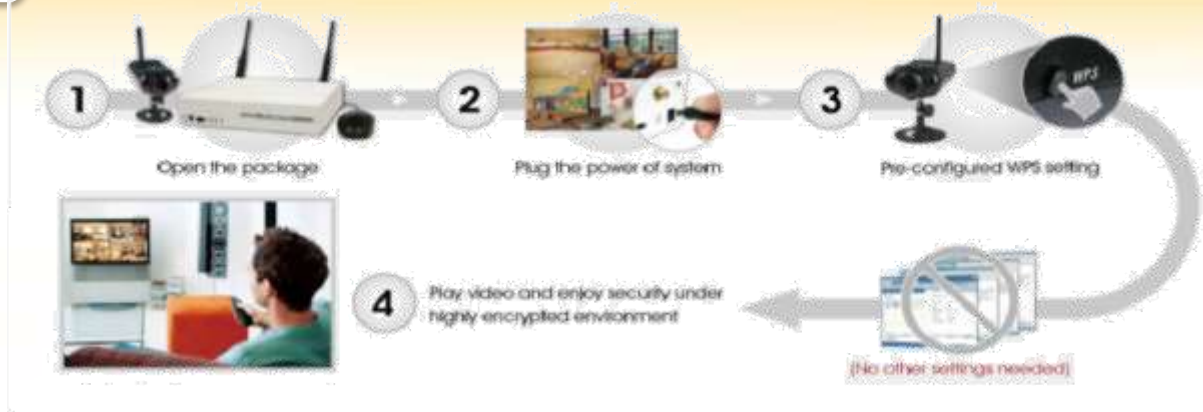 1
2
3
WPS
Open the package
Plug the power of system
Pre-configured WPS setting
4
Play video and enjoy security under
highly encrypted environment
(No other settings needed)